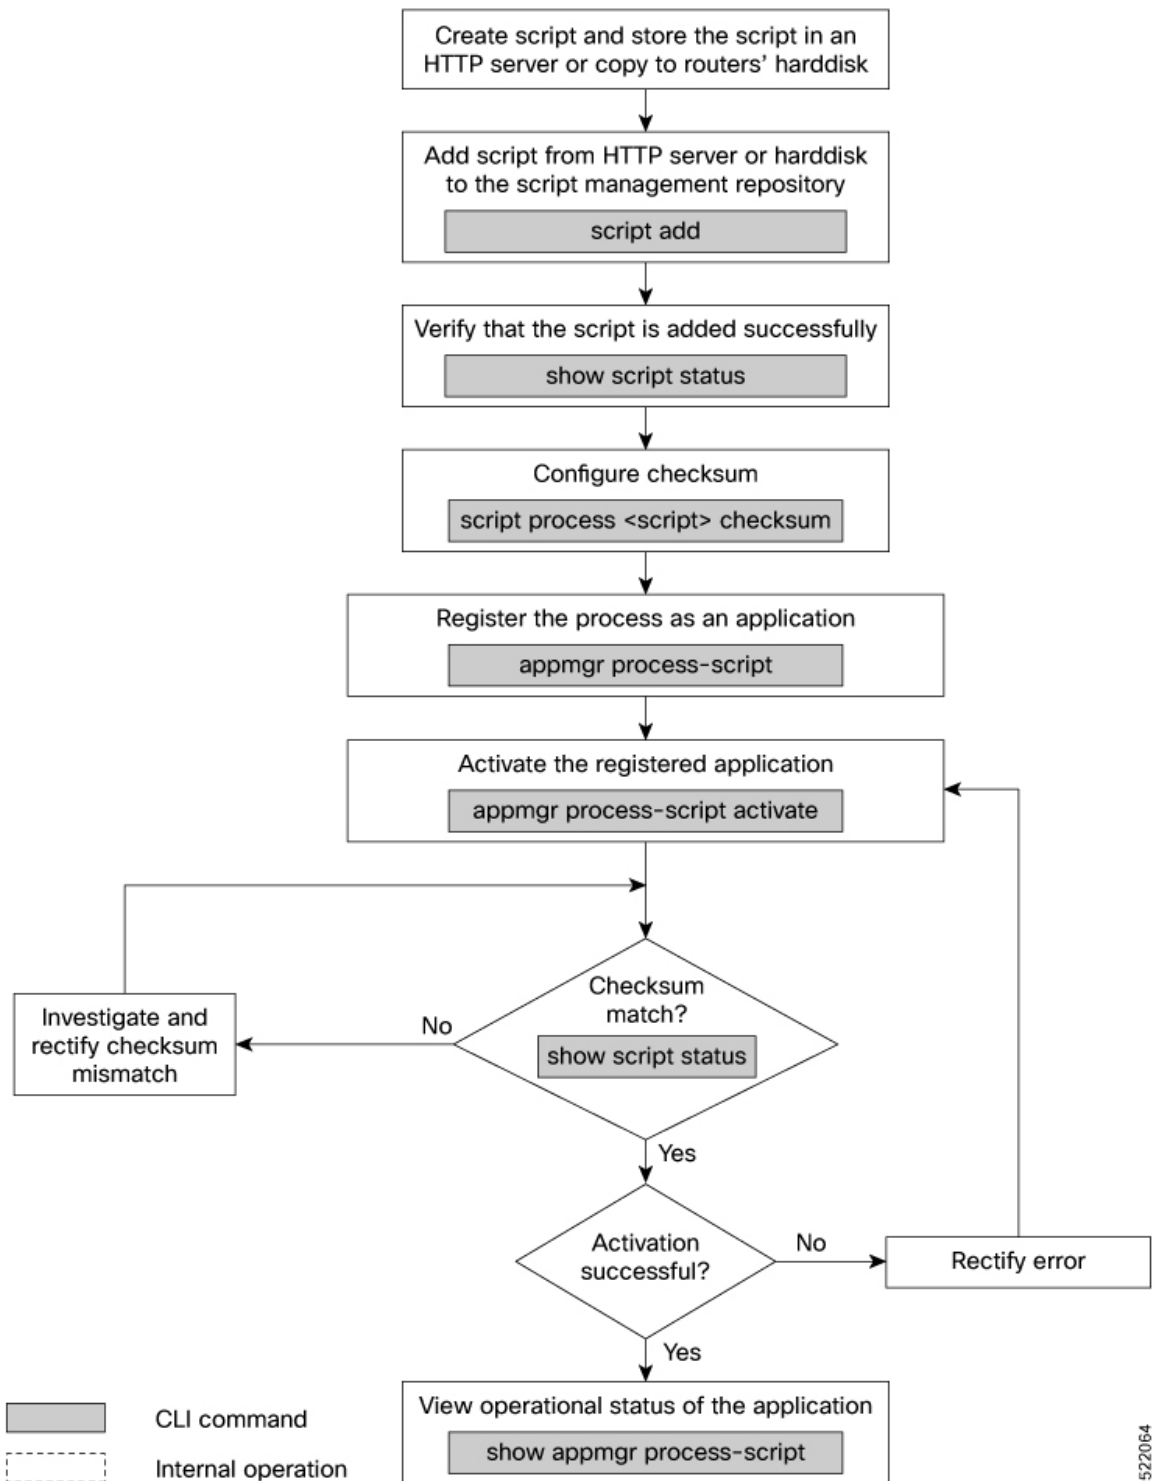 Create script and store the script in an
HTTP server or copy to routers' harddisk
Add script from HTTP server or harddisk
to the script management repository
script add
Verify that the script is added successfully
show script status
Configure checksum
script process <script> checksum
Register the process as an application
appmgr process-script
Activate the registered application
appmgr process-script activate
Checksum
match?
show script status
No
Investigate and
rectify checksum
mismatch
Yes
Activation
successful?
No
Rectify error
Yes
View operational status of the application
show appmgr process-script
CLI command
Internal operation
522064